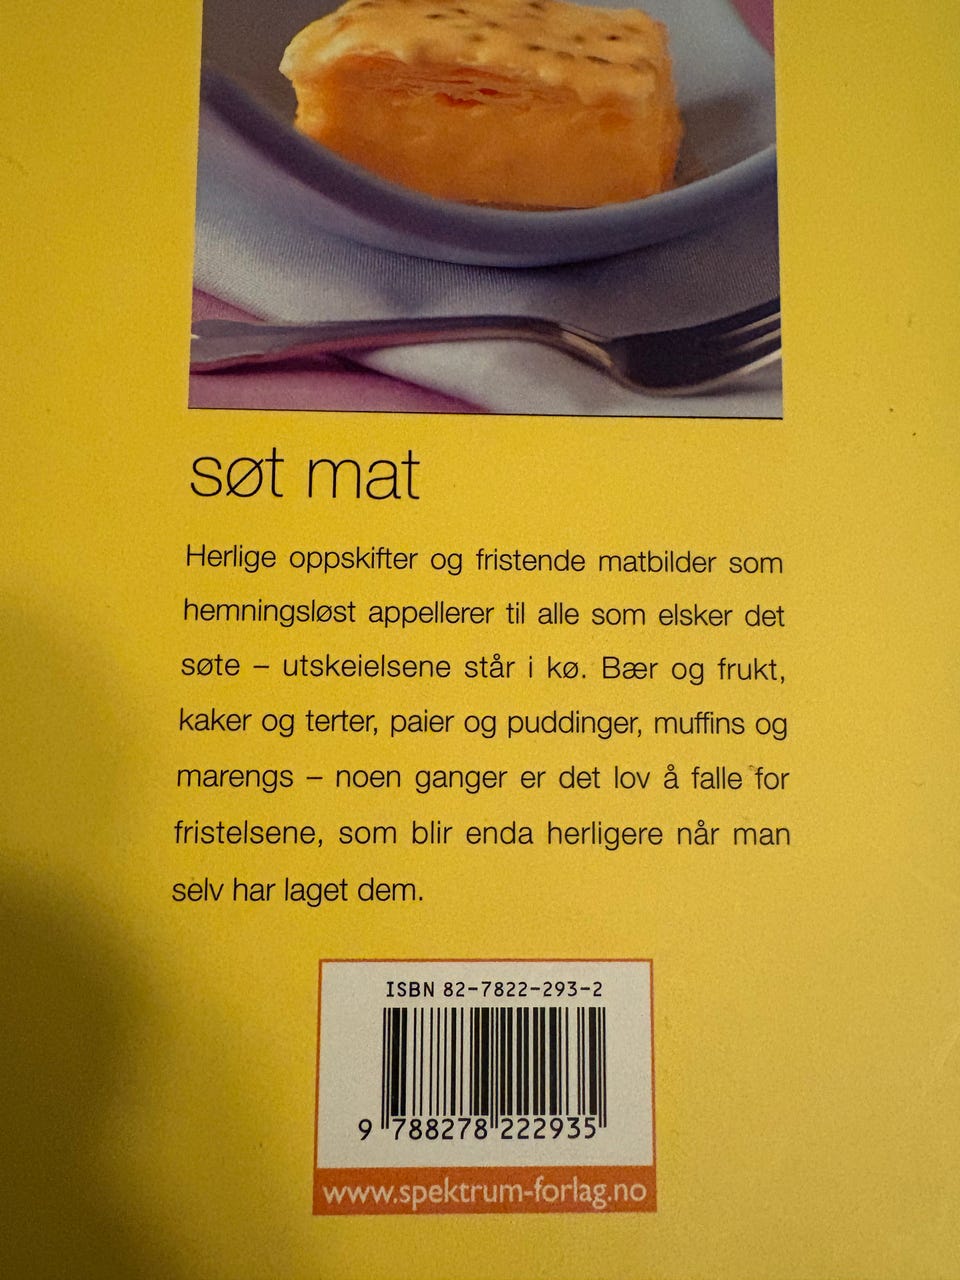 søt mat
Herlige oppskifter og fristende matbilder som
hemningsløst appellerer til alle som elsker det
søte – utskeielsene står i kø. Bær og frukt,
kaker og terter, paier og puddinger, muffins og
marengs – noen ganger er det lov å falle for
fristelsene, som blir enda herligere når man
selv har laget dem.
ISBN 82-7822-293-2
9 788278 222935
www.spektrum-forlag.no